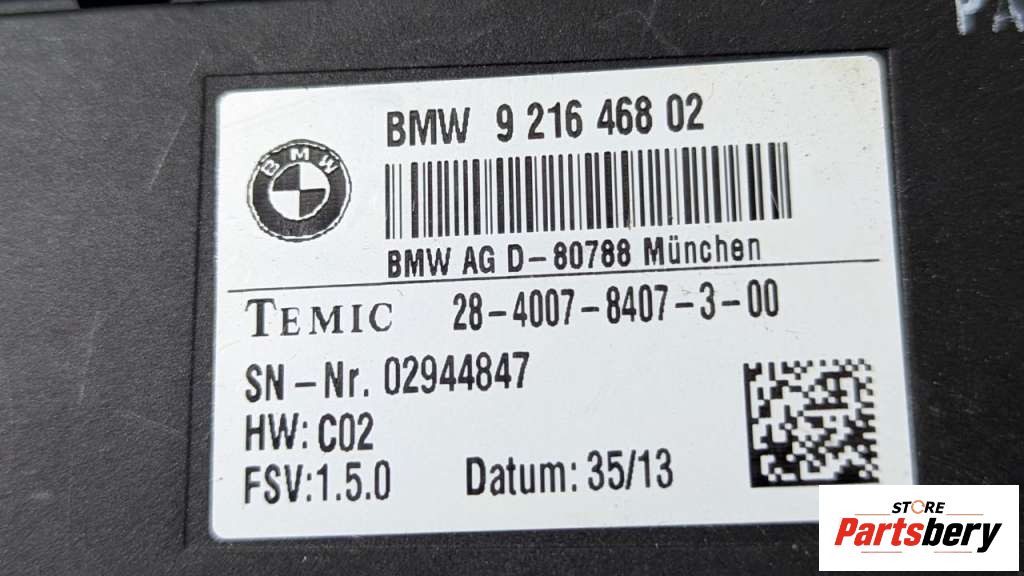 BMW 9 216 468 02
BMW
BMW AG D-80788 München
TEMIC 28-4007-8407-3-00
SN-Nr. 02944847
HW: C02
FSV:1.5.0 Datum: 35/13
STORE
Partsbery